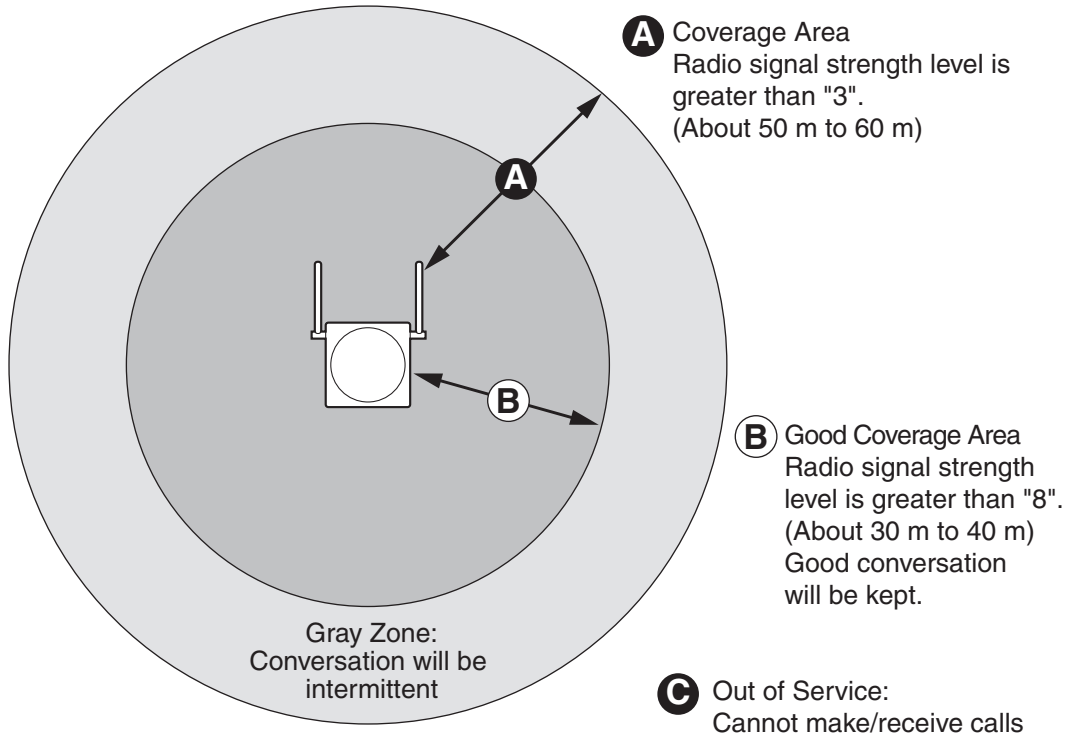 A Coverage Area
Radio signal strength level is
greater than "3".
(About 50 m to 60 m)
A
B
B Good Coverage Area
Radio signal strength
level is greater than "8".
(About 30 m to 40 m)
Good conversation
will be kept.
Gray Zone:
Conversation will be
intermittent
C Out of Service:
Cannot make/receive calls